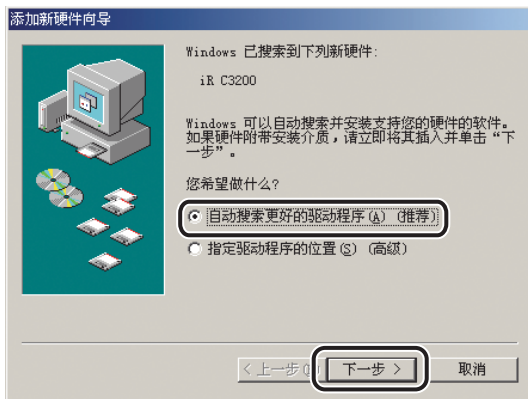 添加新硬件向导
Windows 已搜索到下列新硬件:
iR C3200
Windows 可以自动搜索并安装支持您的硬件的软件。
如果硬件附带安装介质，请立即将其插入并单击“下
一步”。
您希望做什么?
自动搜索更好的驱动程序(A) (推荐)
指定驱动程序的位置(S) (高级)
< 上一步 下一步 > 取消